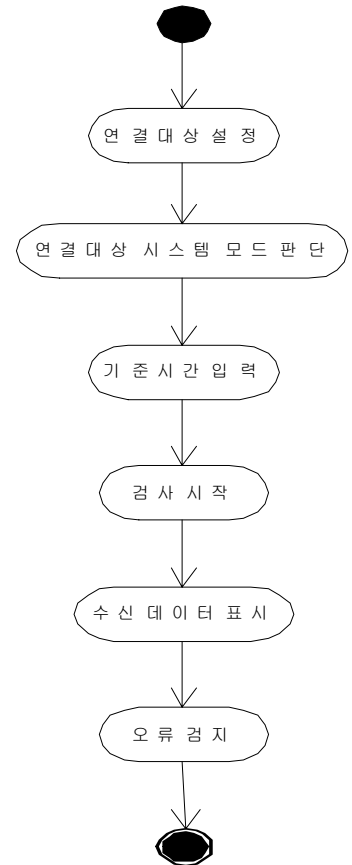 연결대상설정
연결대상 시스템 모드 판단
기준시간 입력
검사시작
수신 데이터 표시
오류검지